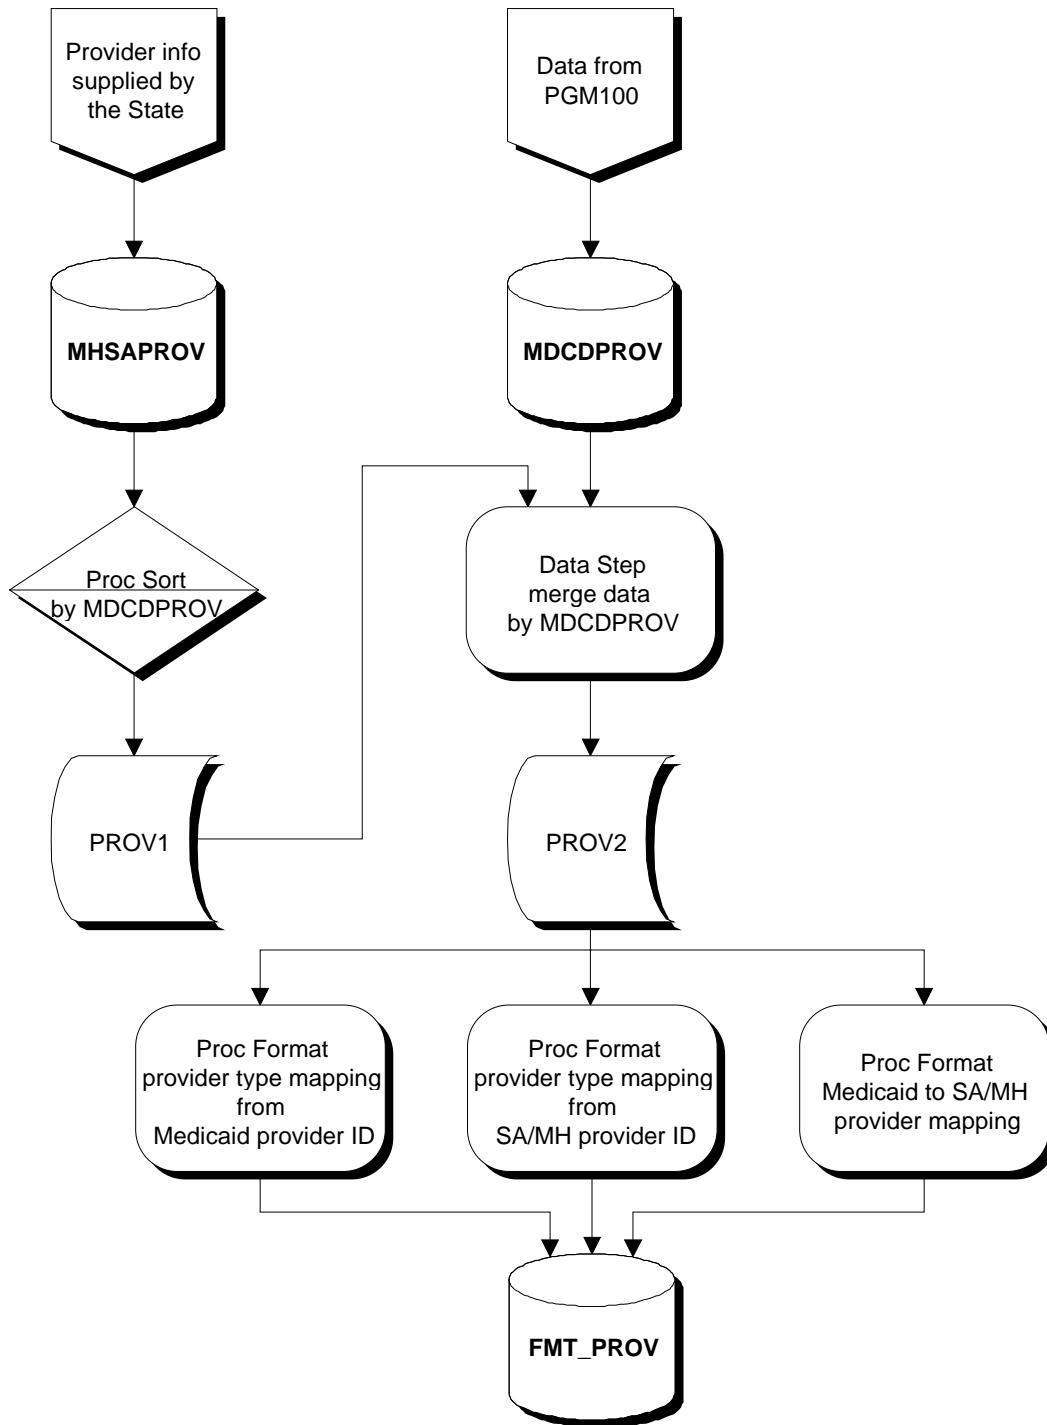 Provider info
supplied by
the State
Data from
PGM100
MHSAPROV
MDCDPROV
Proc Sort
by MDCDPROV
Data Step
merge data
by MDCDPROV
PROV1
PROV2
Proc Format
provider type mapping
from
Medicaid provider ID
Proc Format
provider type mapping
from
SA/MH provider ID
Proc Format
Medicaid to SA/MH
provider mapping
FMT_PROV